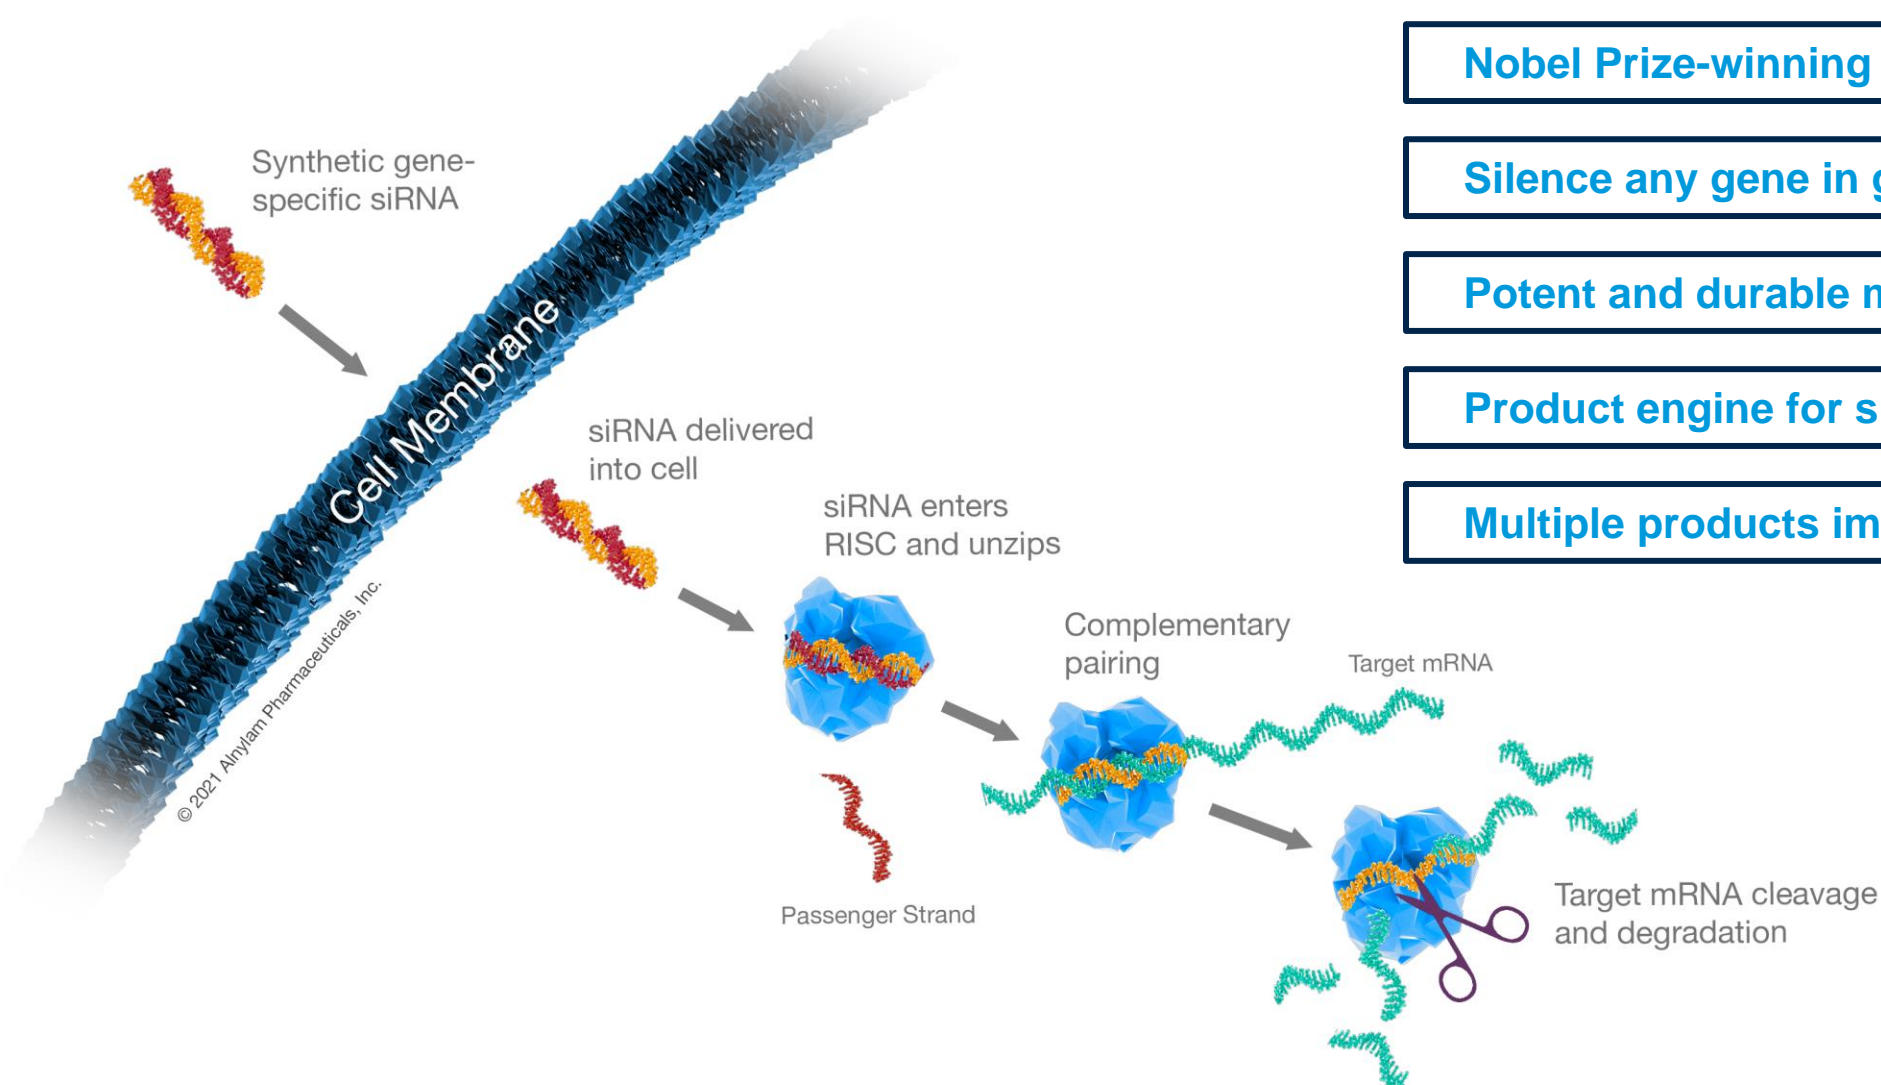 Nobel Prize-winning
Silence any gene in
Potent and durable
Product engine for
Multiple products
Synthetic gene-
specific siRNA
Cell Membrane
© 2021 Alnylam Pharmaceuticals, Inc.
siRNA delivered
into cell
siRNA enters
RISC and unzips
Complementary
pairing
Target mRNA
Passenger Strand
Target mRNA cleavage
and degradation